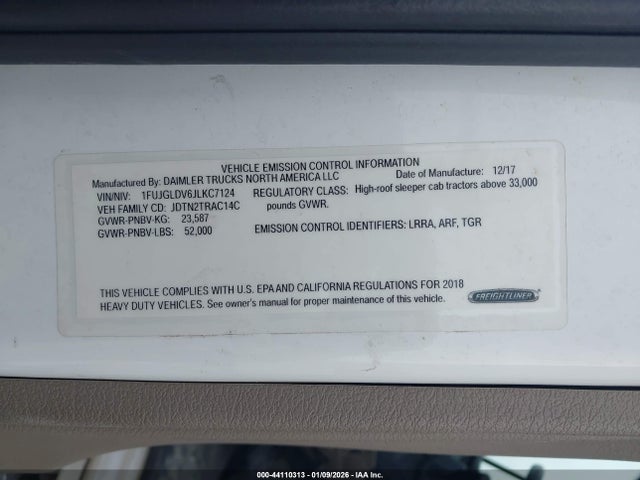 VEHICLE EMISSION CONTROL INFORMATION
Manufactured By: DAIMLER TRUCKS NORTH AMERICA LLC Date of Manufacture: 12/17
VIN/NIV: 1FUJGLDV6JLKC7124 REGULATORY CLASS: High-roof sleeper cab tractors above 33,000
VEH FAMILY CD: JDTN2TRAC14C pounds GVWR.
GVWR-PNBV-KG: 23,587
GVWR-PNBV-LBS: 52,000 EMISSION CONTROL IDENTIFIERS: LRRA, ARF, TGR
THIS VEHICLE COMPLIES WITH U.S. EPA AND CALIFORNIA REGULATIONS FOR 2018
HEAVY DUTY VEHICLES. See owner's manual for proper maintenance of this vehicle.
FREIGHTLINER
000-44110313 - 01/09/2026 - IAAI Inc.